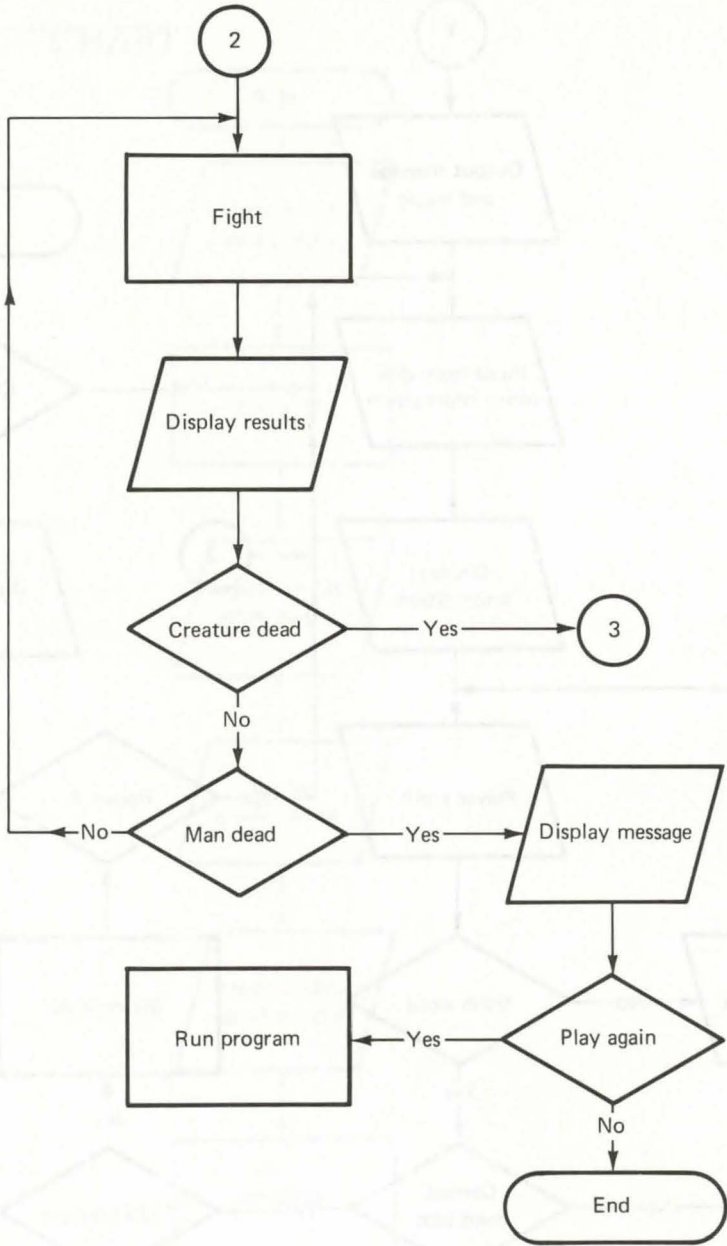 2
Fight
Display results
Creature dead
Yes
3
No
No
Man dead
Yes
Display message
Run program
Yes
Play again
No
End